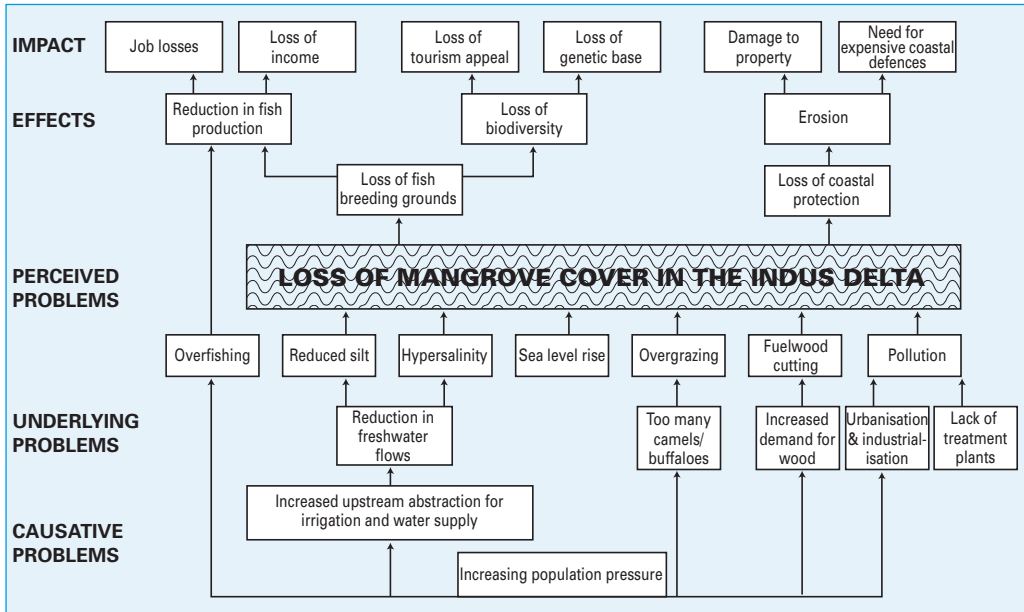 IMPACT
Job losses
Loss of
income
Loss of
tourism appeal
Loss of
genetic base
Damage to
property
Need for
expensive coastal
defences
EFFECTS
Reduction in fish
production
Loss of
biodiversity
Erosion
Loss of fish
breeding grounds
Loss of coastal
protection
PERCEIVED
PROBLEMS
LOSS OF MANGROVE COVER IN THE INDUS DELTA
Overfishing
Reduced silt
Hypersalinity
Sea level rise
Overgrazing
Fuelwood
cutting
Pollution
UNDERLYING
PROBLEMS
Reduction in
freshwater
flows
Too many
camels/
buffaloes
Increased
demand for
wood
Urbanisation
& industrial-
isation
Lack of
treatment
plants
Increased upstream abstraction for
irrigation and water supply
CAUSATIVE
PROBLEMS
Increasing population pressure